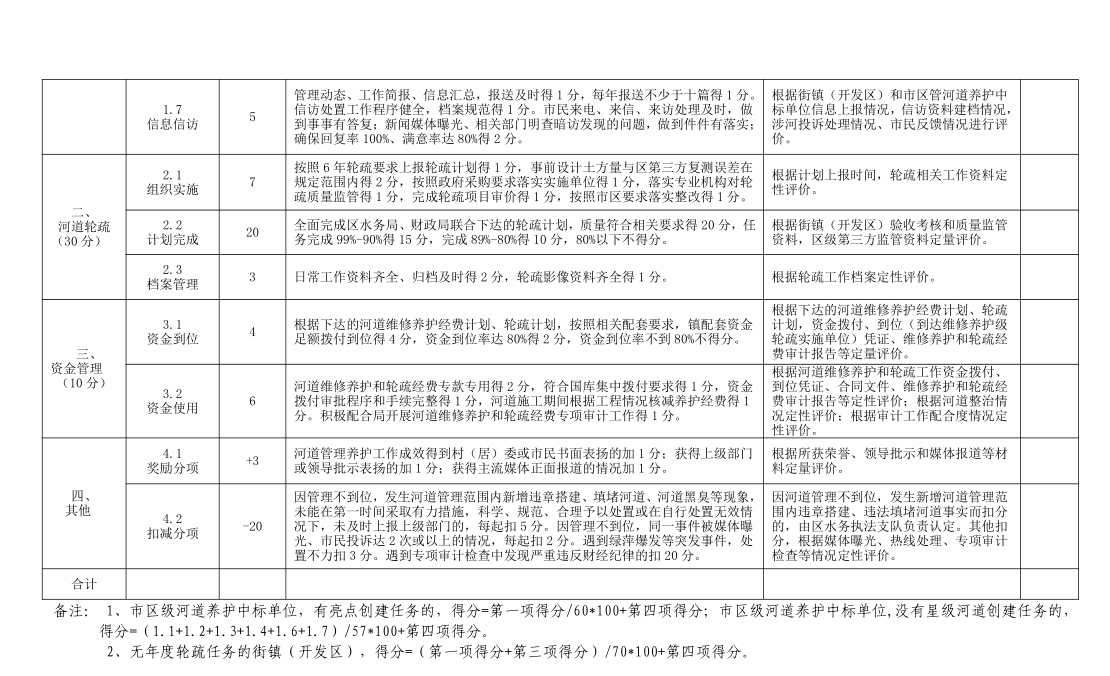 1.7
信息信访
5
管理动态、工作简报、信息汇总，报送及时得1分，每年报送不少于十篇得1分。
信访处置工作程序健全，档案规范得1分。市民来电、来信、来访处理及时，做
到事事有答复；新闻媒体曝光、相关部门明查暗访发现的问题，做到件件有落实；
确保回复率100%、满意率达80%得2分。
根据街镇（开发区）和市区管河道养护中
标单位信息上报情况，信访资料建档情况，
涉河投诉处理情况、市民反馈情况进行评
价。
二、
河道轮疏
（30分）
2.1
组织实施
7
按照6年轮疏要求上报轮疏计划得1分，事前设计土方量与区第三方复测误差在
规定范围内得2分，按照政府采购要求落实实施单位得1分，落实专业机构对轮
疏质量监管得1分，完成轮疏项目审价得1分，按照市区要求落实整改得1分。
根据计划上报时间，轮疏相关工作资料定
性评价。
2.2
计划完成
20
全面完成区水务局、财政局联合下达的轮疏计划，质量符合相关要求得20分，任
务完成99%-90%得15分，完成89%-80%得10分，80%以下不得分。
根据街镇（开发区）验收考核和质量监管
资料，区级第三方监管资料定量评价。
2.3
档案管理
3
日常工作资料齐全、归档及时得2分，轮疏影像资料齐全得1分。
根据轮疏工作档案定性评价。
三、
资金管理
（10分）
3.1
资金到位
4
根据下达的河道维修养护经费计划、轮疏计划，按照相关配套要求，镇配套资金
足额拨付到位得4分，资金到位率达80%得2分，资金到位率不到80%不得分。
根据下达的河道维修养护经费计划、轮疏
计划，资金拨付、到位（到达维修养护级
轮疏实施单位）凭证、维修养护和轮疏经
费审计报告等定量评价。
3.2
资金使用
6
河道维修养护和轮疏经费专款专用得2分，符合国库集中拨付要求得1分，资金
拨付审批程序和手续完整得1分，河道施工期间根据工程情况核减养护经费得1
分。积极配合局开展河道维修养护和轮疏经费专项审计工作得1分。
根据河道维修养护和轮疏工作资金拨付、
到位凭证、合同文件、维修养护和轮疏经
费审计报告等定性评价；根据河道整治情
况定性评价；根据审计工作配合度情况定
性评价。
四、
其他
4.1
奖励分项
+3
河道管理养护工作成效得到村（居）委或市民书面表扬的加1分；获得上级部门
或领导批示表扬的加1分；获得主流媒体正面报道的情况加1分。
根据所获荣誉、领导批示和媒体报道等材
料定量评价。
4.2
扣减分项
-20
因管理不到位，发生河道管理范围内新增违章搭建、填堵河道、河道黑臭等现象，
未能在第一时间采取有力措施，科学、规范、合理予以处置或在自行处置无效情
况下，未及时上报上级部门的，每起扣5分。因管理不到位，同一事件被媒体曝
光、市民投诉达2次或以上的情况，每起扣2分。遇到绿萍爆发等突发事件，处
置不力扣3分。遇到专项审计检查中发现严重违反财经纪律的扣20分。
因河道管理不到位，发生新增河道管理范
围内违章搭建、违法填堵河道事实而扣分
的，由区水务执法支队负责认定。其他扣
分，根据媒体曝光、热线处理、专项审计
检查等情况定性评价。
合计
备注： 1、市区级河道养护中标单位，有亮点创建任务的，得分=第一项得分/60*100+第四项得分；市区级河道养护中标单位,没有星级河道创建任务的，
得分=（1.1+1.2+1.3+1.4+1.6+1.7）/57*100+第四项得分。
2、无年度轮疏任务的街镇（开发区），得分=（第一项得分+第三项得分）/70*100+第四项得分。